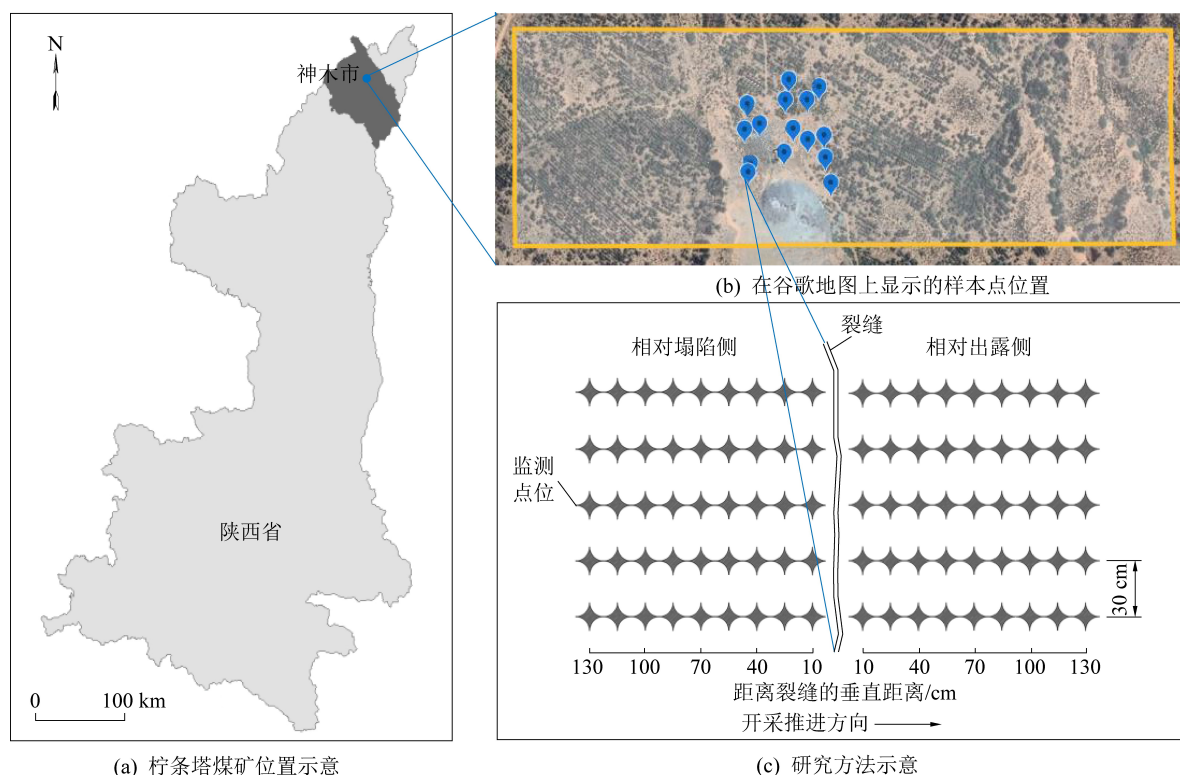 N
神木市
陕西省
0 100 km
(a) 柠条塔煤矿位置示意
(b) 在谷歌地图上显示的样本点位置
裂缝
相对塌陷侧
相对出露侧
监测
点位
30 cm
130 100 70 40 10 10 40 70 100 130
距离裂缝的垂直距离/cm
开采推进方向
(c) 研究方法示意